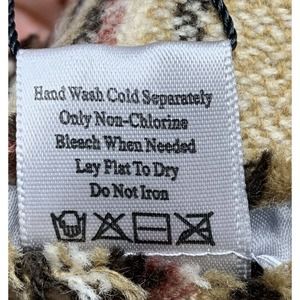 Hand Wash Cold Separately
Only Non-Chlorine
Bleach When Needed
Lay Flat To Dry
Do Not Iron